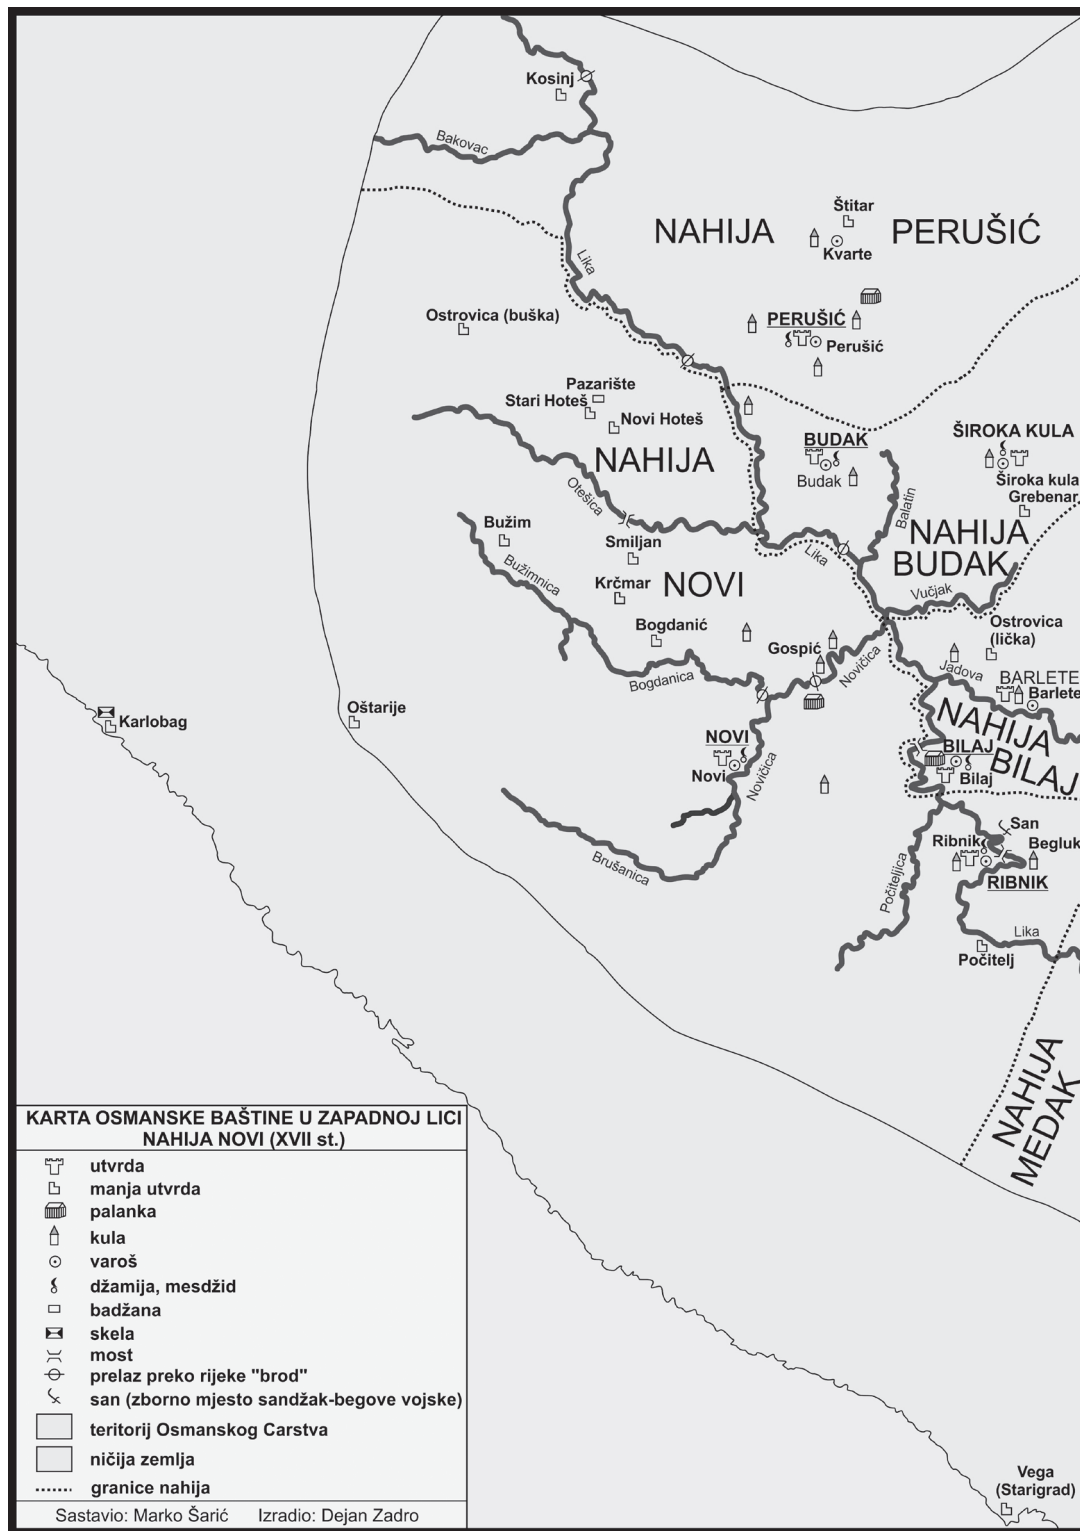 Kosinj
Bakovac
Štitar
NAHIJA PERUŠIĆ
Kvarte
Lika
Ostrovica (buška)
PERUŠIĆ
Perušić
Pazarište
Stari Hoteš
Novi Hoteš
BUDAK
Budak
ŠIROKA KULA
Široka kula
Grebenar
NAHIJA
Otešica
Balatin
Bužim
Smiljan
Lika
NAHIJA
BUDAK
Bužimnica
Krčmar
NOVI
Vučjak
Bogdanić
Gospić
Ostrovica
(lička)
Novičica
Jadova
Bogdanica
BARLETE
Barlete
Karlobag
Oštarije
NOVI
Novi
Novičica
NAHIJA
BILAJ
BILAJ
Bilaj
Brušanica
Počiteljica
San
Ribnik
Begluk
RIBNIK
Lika
Počitelj
NAHIJA
MEDAK
KARTA OSMANSKE BAŠTINE U ZAPADNOJ LICI
NAHIJA NOVI (XVII st.)
utvrda
manja utvrda
palanka
kula
varoš
džamija, mesdžid
badžana
skela
most
prelaz preko rijeke "brod"
san (zborno mjesto sandžak-begove vojske)
teritorij Osmanskog Carstva
ničija zemlja
granice nahija
Sastavio: Marko Šarić Izradio: Dejan Zadro
Vega
(Starigrad)